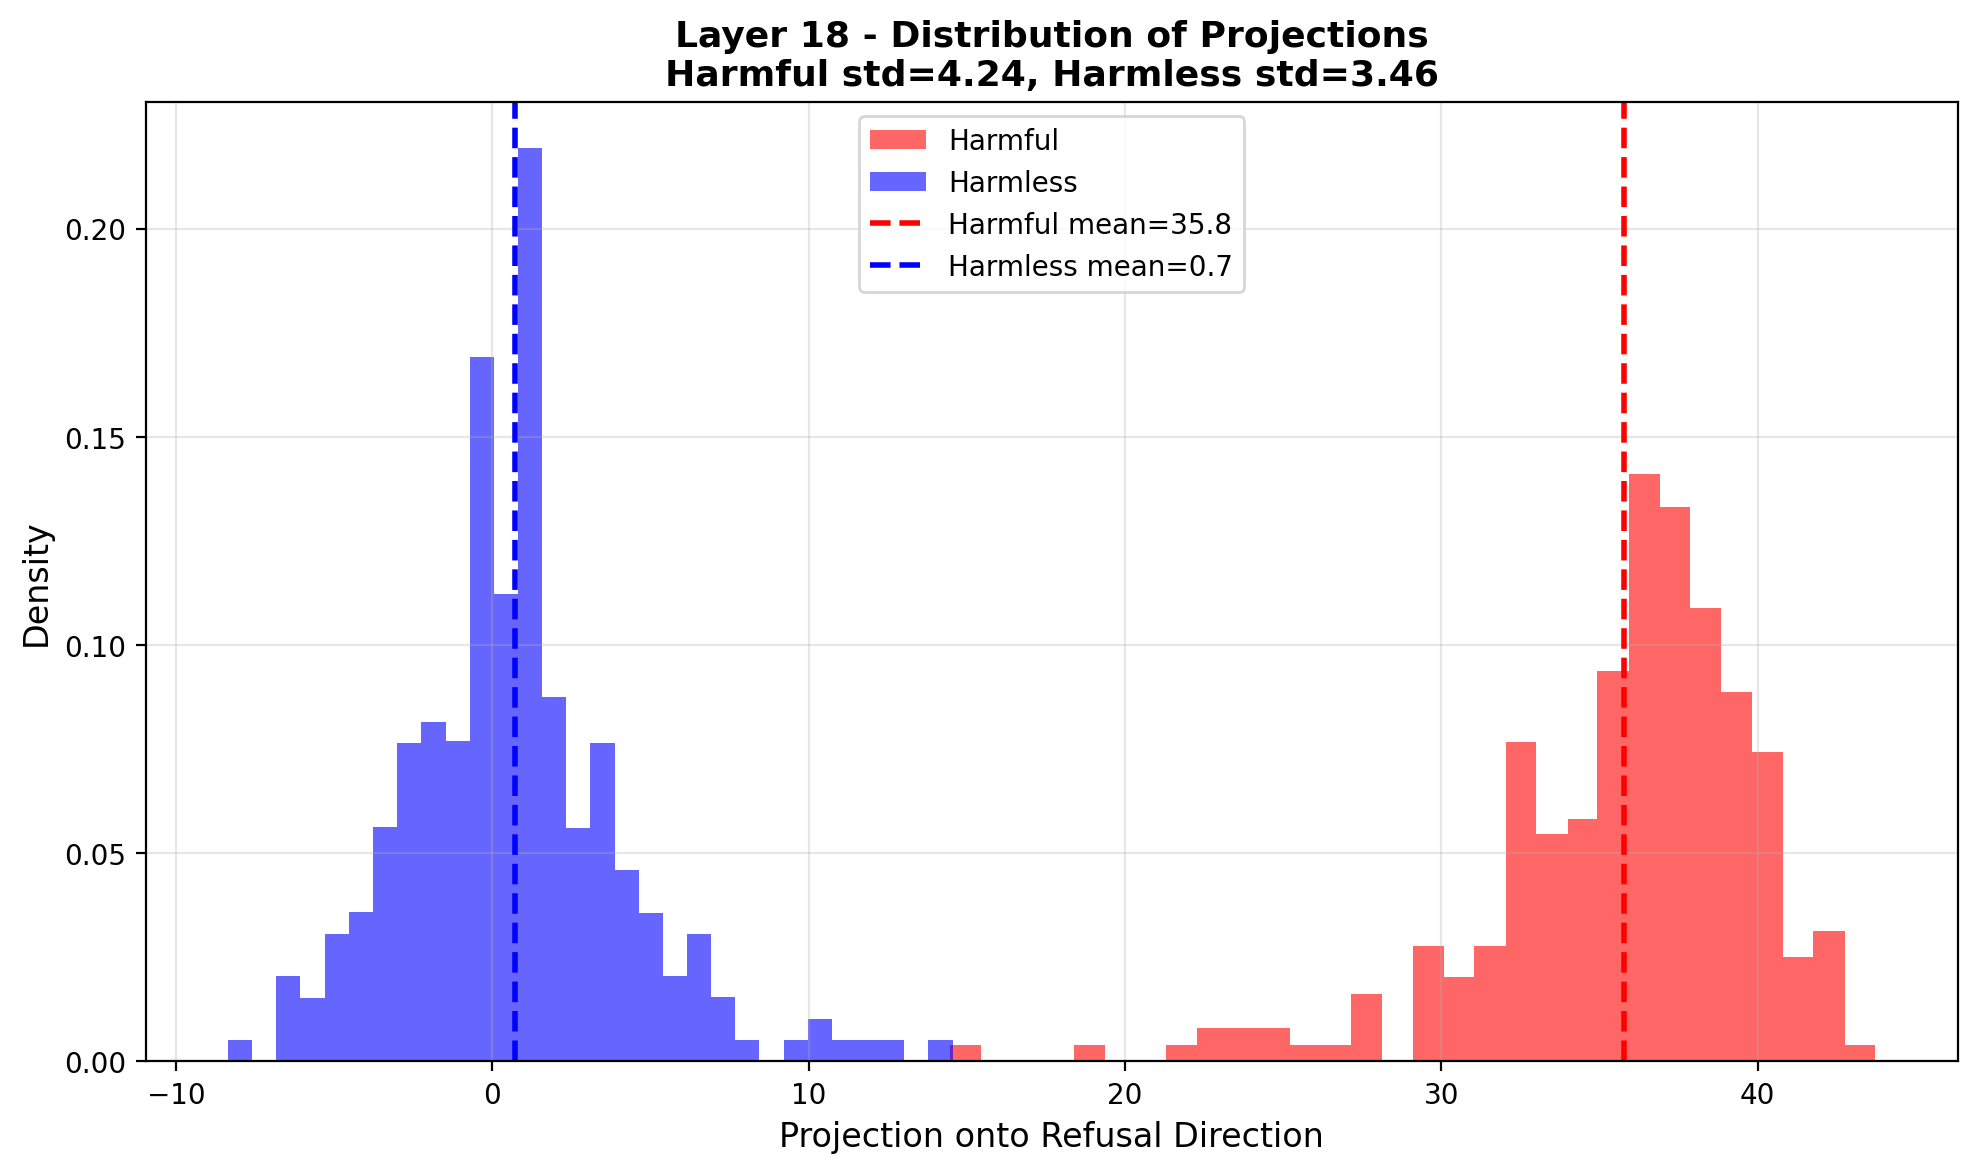 Layer 18 - Distribution of Projections
Harmful std=4.24, Harmless std=3.46
Harmful
Harmless
Harmful mean=35.8
Harmless mean=0.7
Density
0.20
0.15
0.10
0.05
0.00
−10
0
10
20
30
40
Projection onto Refusal Direction